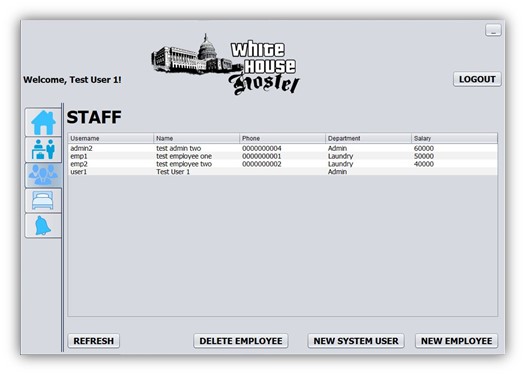 _
WHITE
HOUSE
Hostel
Welcome, Test User 1!
LOGOUT
STAFF
Username Name Phone Department Salary
admin2 test admin two 0000000004 Admin 60000
emp1 test employee one 0000000001 Laundry 50000
emp2 test employee two 0000000002 Laundry 40000
user1 Test User 1 Admin
REFRESH DELETE EMPLOYEE NEW SYSTEM USER NEW EMPLOYEE